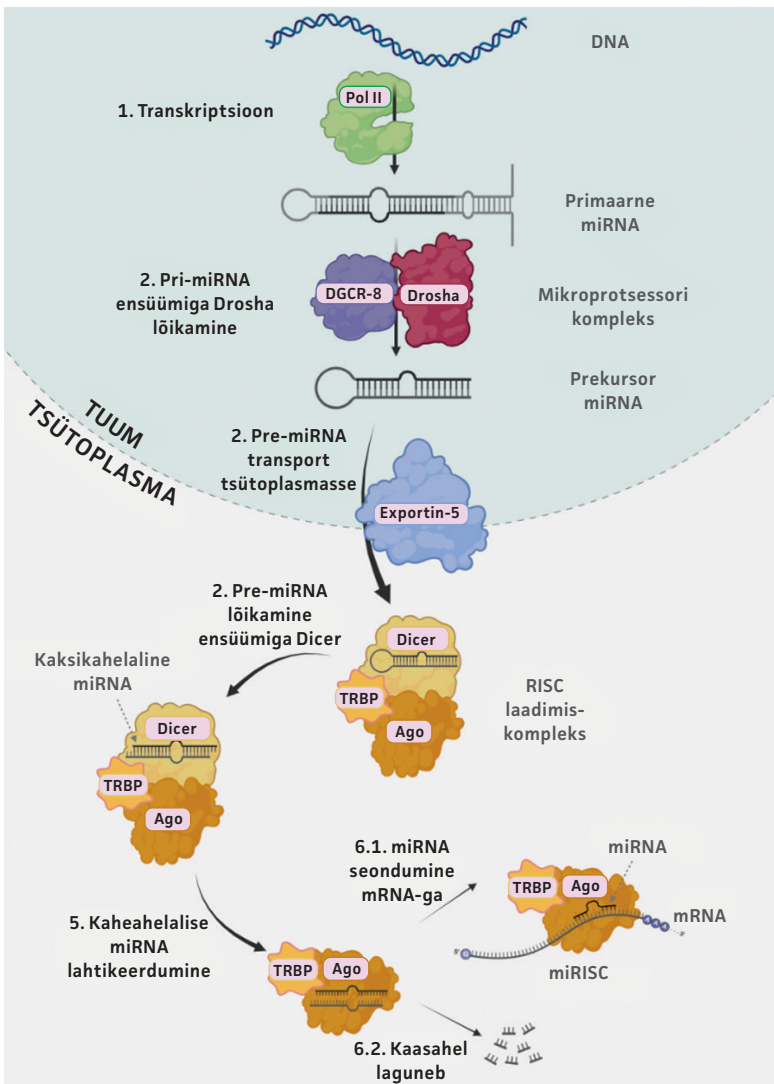 DNA
Pol II
1. Transkriptsioon
Primaarne
miRNA
2. Pri-miRNA
ensüümiga Drosha
lõikamine
DGCR-8
Drosha
Mikroprotsessori
kompleks
Prekursor
miRNA
TUUM
TSÜTOPLASMA
2. Pre-miRNA
transport
tsütoplasmasse
Exportin-5
2. Pre-miRNA
lõikamine
ensüümiga Dicer
Dicer
TRBP
Ago
RISC
laadimis-
kompleks
Kaksikahelaline
miRNA
Dicer
TRBP
Ago
6.1. miRNA
seondumine
mRNA-ga
miRNA
TRBP
Ago
mRNA
miRISC
5. Kaheahelalise
miRNA
lahtikeerdumine
TRBP
Ago
6.2. Kaasahel
laguneb